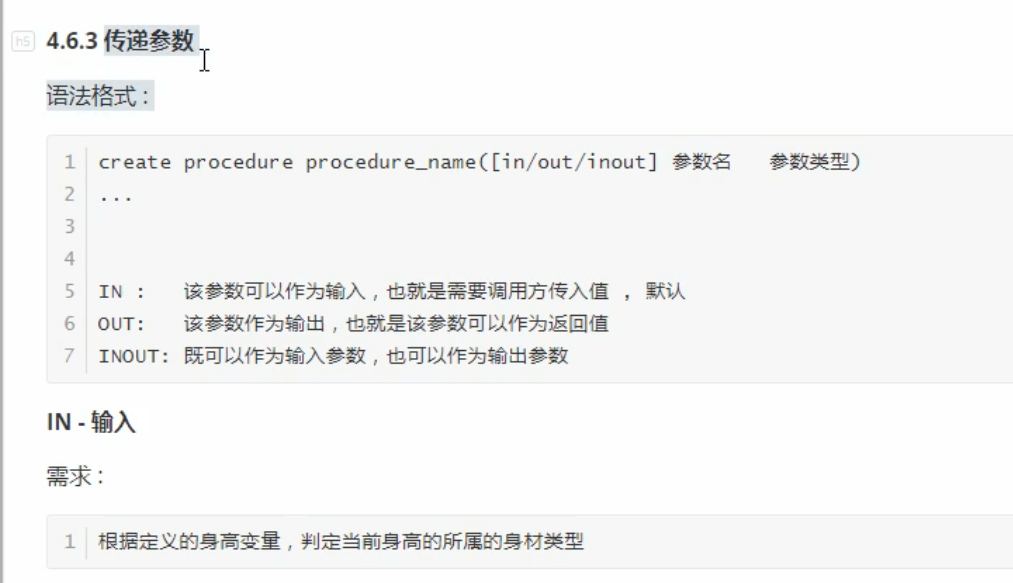 h5 4.6.3 传递参数
语法格式 :
1 create procedure procedure_name([in/out/inout] 参数名 参数类型)
2 ...
3
4
5 IN : 该参数可以作为输入，也就是需要调用方传入值 , 默认
6 OUT: 该参数作为输出，也就是该参数可以作为返回值
7 INOUT: 既可以作为输入参数，也可以作为输出参数
IN - 输入
需求 :
1 根据定义的身高变量，判定当前身高的所属的身材类型